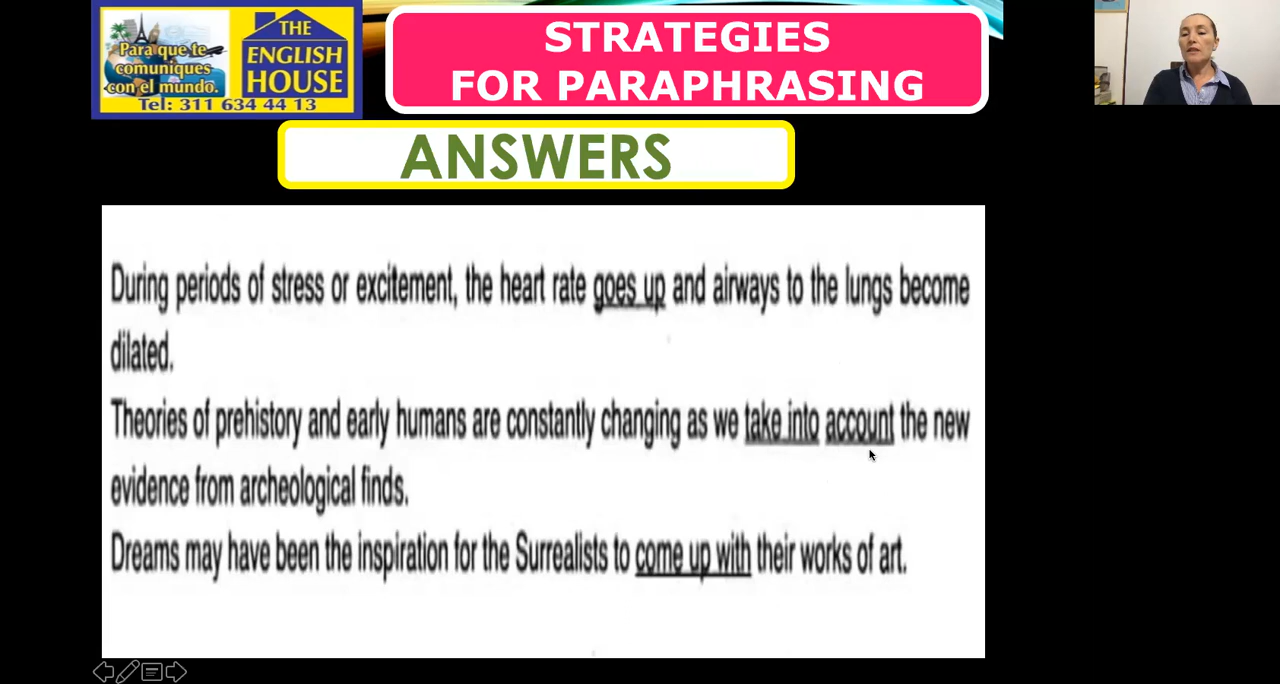 Para que te
comuniques
con el mundo.
THE
ENGLISH
HOUSE
Tel: 311 634 44 13
STRATEGIES
FOR PARAPHRASING
ANSWERS
During periods of stress or excitement, the heart rate goes up and airways to the lungs become
dilated.
Theories of prehistory and early humans are constantly changing as we take into account the new
evidence from archeological finds.
Dreams may have been the inspiration for the Surrealists to come up with their works of art.